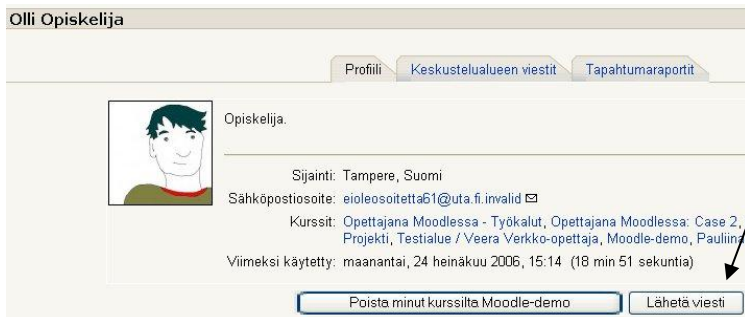 Olli Opiskelija
Profiili Keskustelualueen viestit Tapahtumaraportit
Opiskelija.
Sijainti: Tampere, Suomi
Sähköpostiosoite: eioleosoitetta61@uta.fi.invalid
Kurssit: Opettajana Moodlessa - Työkalut, Opettajana Moodlessa: Case 2,
Projekti, Testialue / Veera Verkko-opettaja, Moodle-demo, Pauliina
Viimeksi käytetty: maanantai, 24 heinäkuu 2006, 15:14 (18 min 51 sekuntia)
Poista minut kurssilta Moodle-demo Lähetä viesti